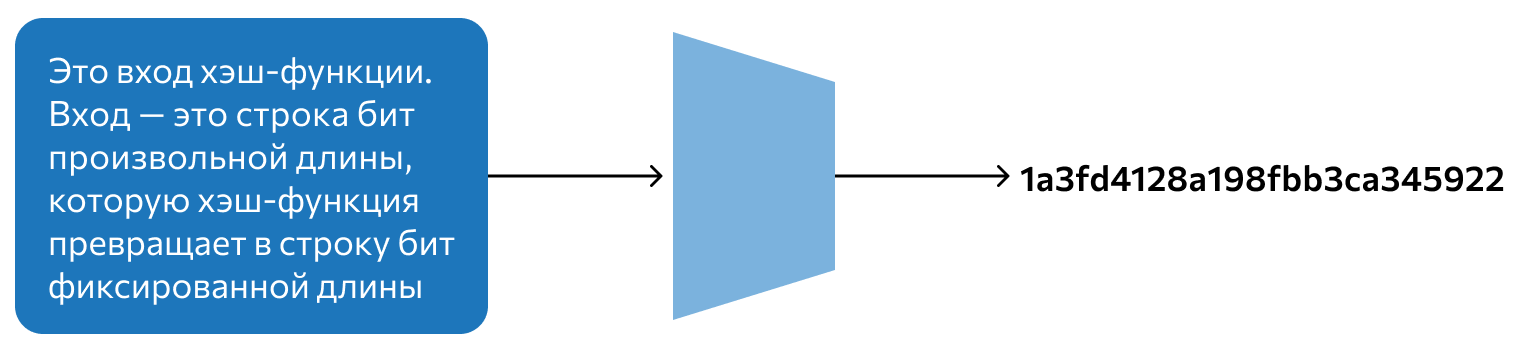 Это вход хэш-функции.
Вход — это строка бит
произвольной длины,
которую хэш-функция
превращает в строку бит
фиксированной длины
1a3fd4128a198fbb3ca345922